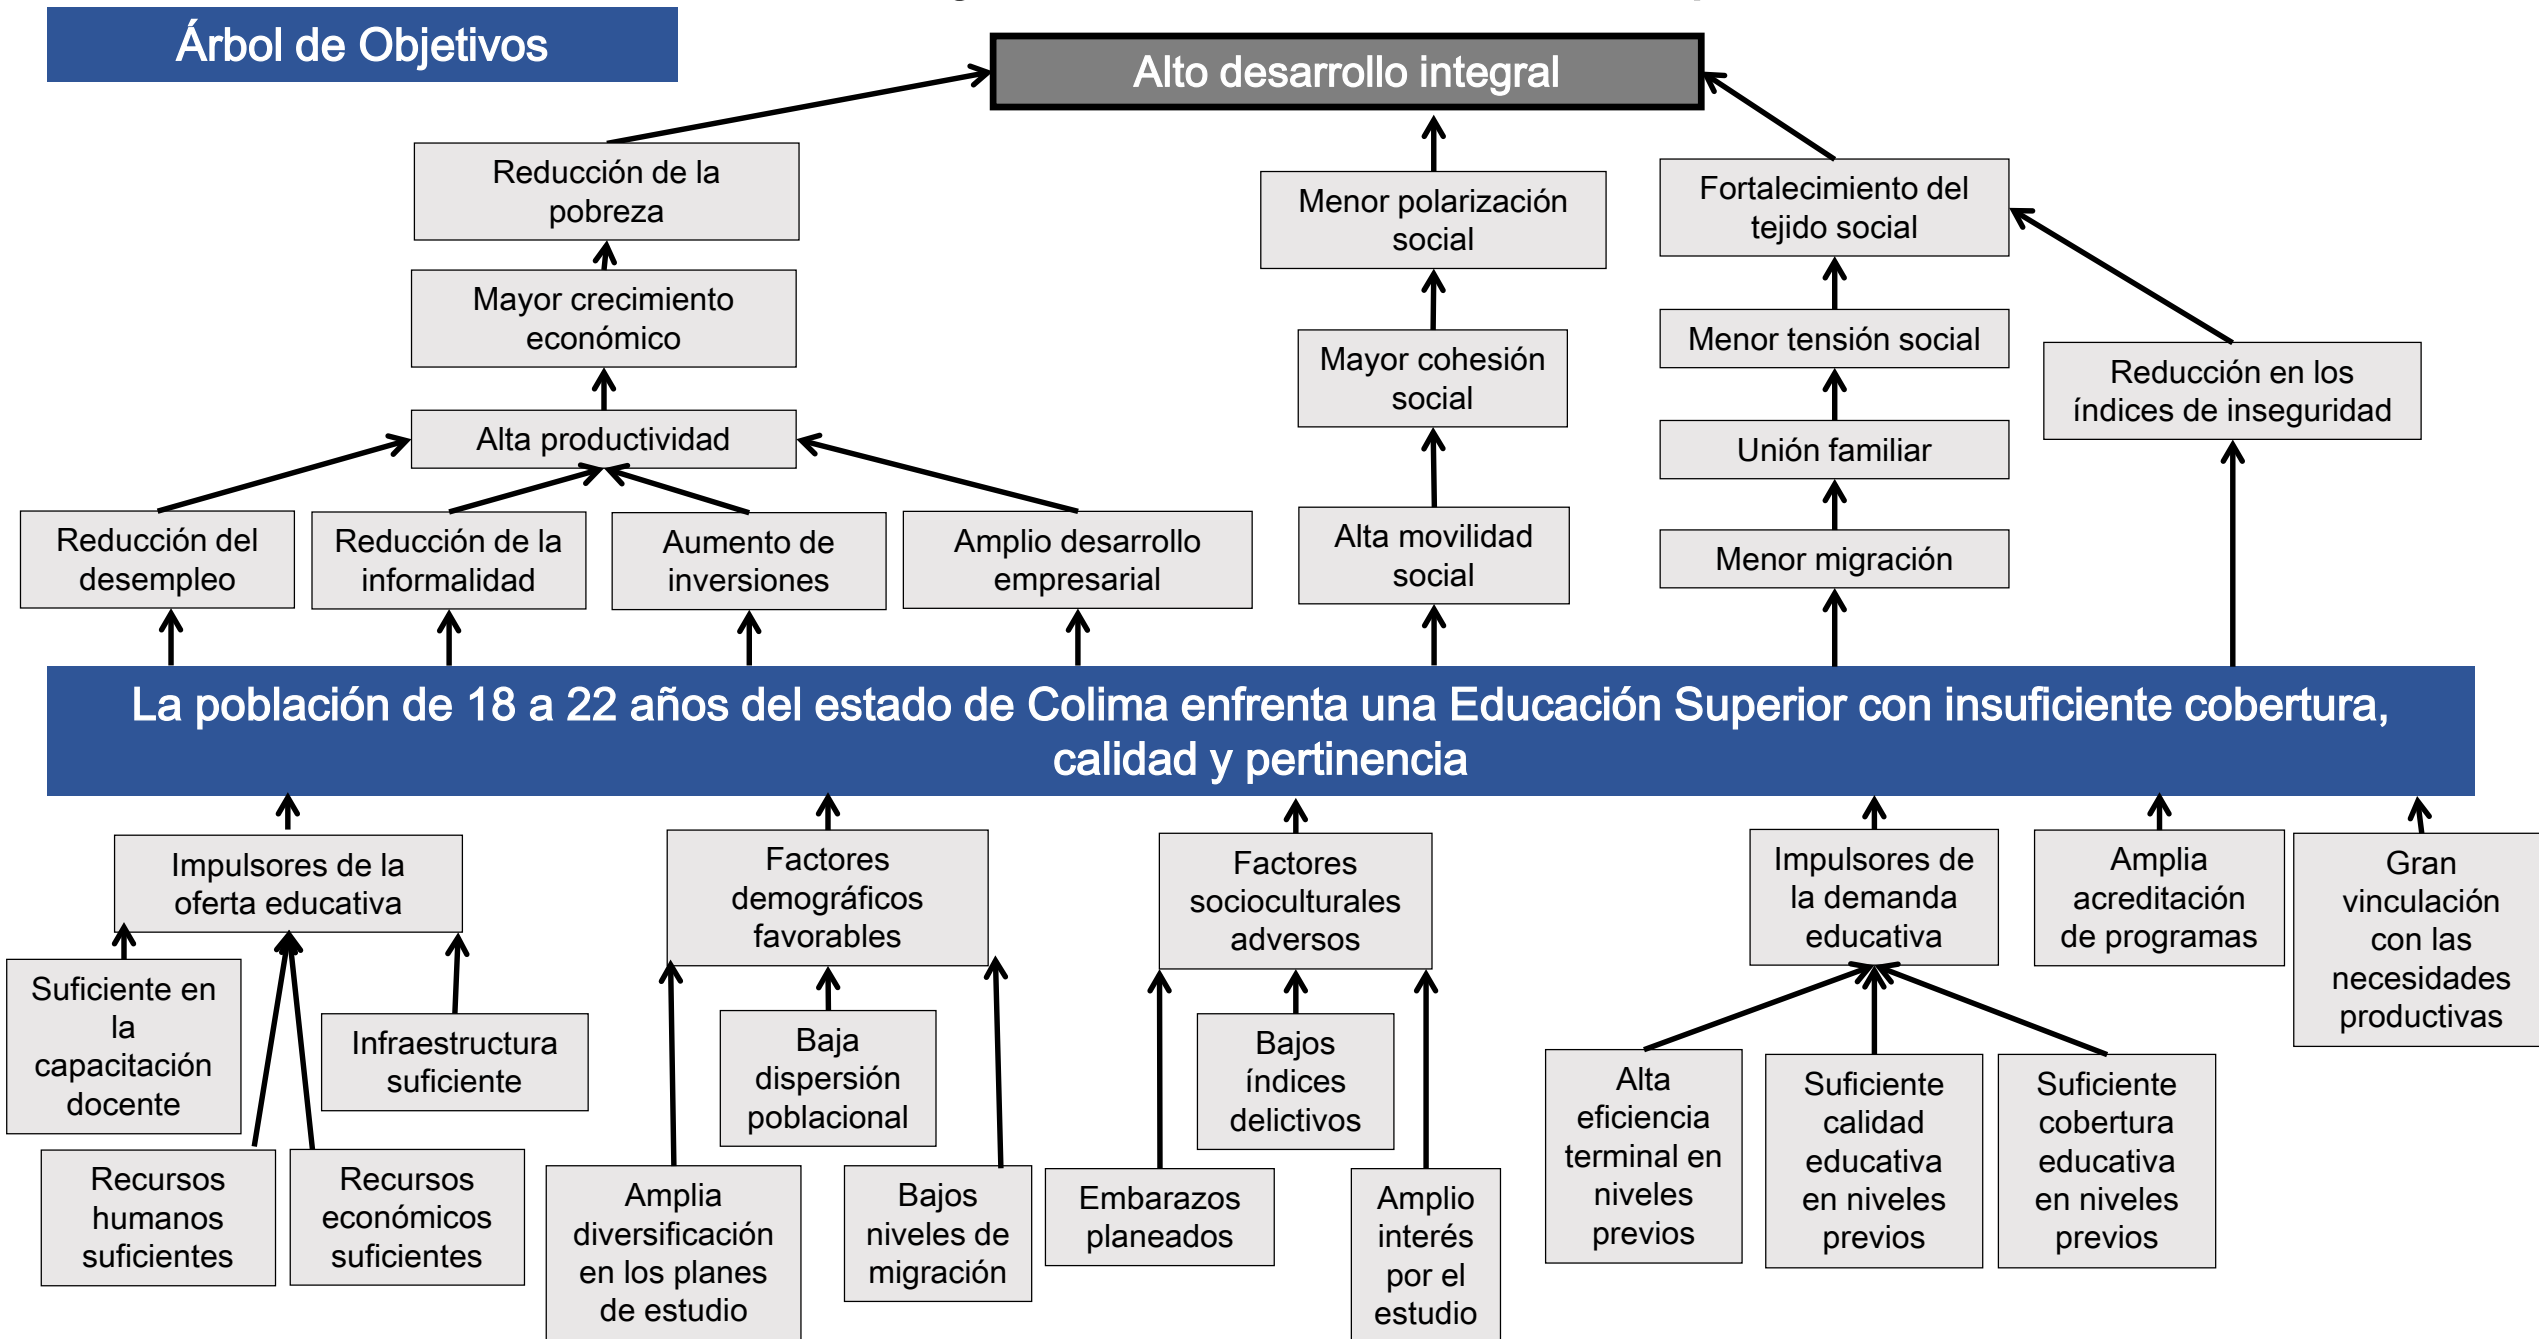 Árbol de Objetivos
Alto desarrollo integral
Reducción de la
pobreza
Menor polarización
social
Fortalecimiento del
tejido social
Mayor crecimiento
económico
Mayor cohesión
social
Menor tensión social
Reducción en los
índices de inseguridad
Alta productividad
Unión familiar
Reducción del
desempleo
Reducción de la
informalidad
Aumento de
inversiones
Amplio desarrollo
empresarial
Alta movilidad
social
Menor migración
La población de 18 a 22 años del estado de Colima enfrenta una Educación Superior con insuficiente cobertura,
calidad y pertinencia
Impulsores de la
oferta educativa
Factores
demográficos
favorables
Factores
socioculturales
adversos
Impulsores de
la demanda
educativa
Amplia
acreditación
de programas
Gran
vinculación
con las
necesidades
productivas
Suficiente en
la
capacitación
docente
Infraestructura
suficiente
Baja
dispersión
poblacional
Bajos
índices
delictivos
Alta
eficiencia
terminal en
niveles
previos
Suficiente
calidad
educativa
en niveles
previos
Suficiente
cobertura
educativa
en niveles
previos
Recursos
humanos
suficientes
Recursos
económicos
suficientes
Amplia
diversificación
en los planes
de estudio
Bajos
niveles de
migración
Embarazos
planeados
Amplio
interés
por el
estudio